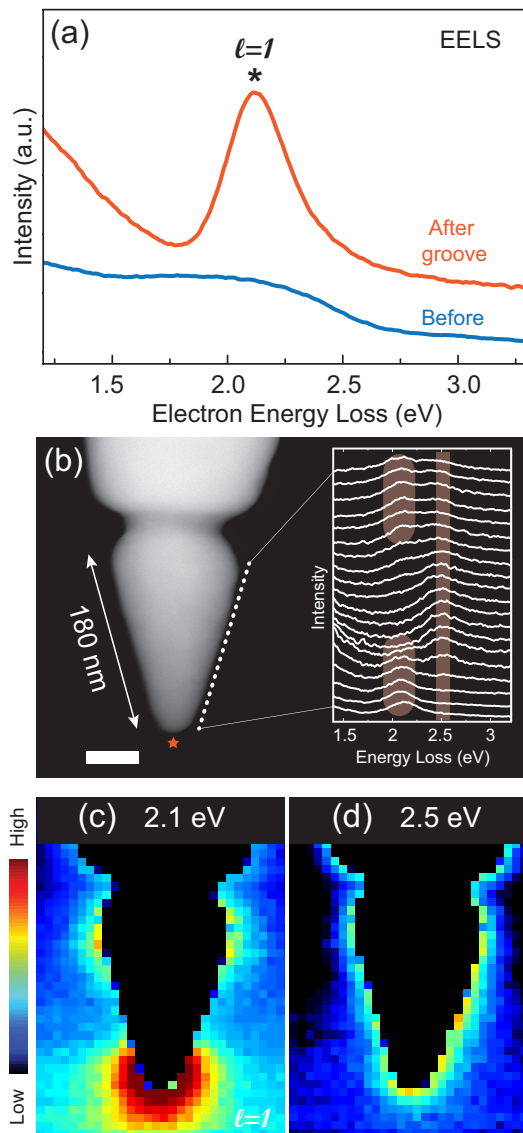 (a)
ℓ=1
*
EELS
Intensity (a.u.)
After
groove
Before
1.5
2.0
2.5
3.0
Electron Energy Loss (eV)
(b)
180 nm
Intensity
1.5
2
2.5
3
Energy Loss (eV)
High
Low
(c)
2.1 eV
ℓ=1
(d)
2.5 eV